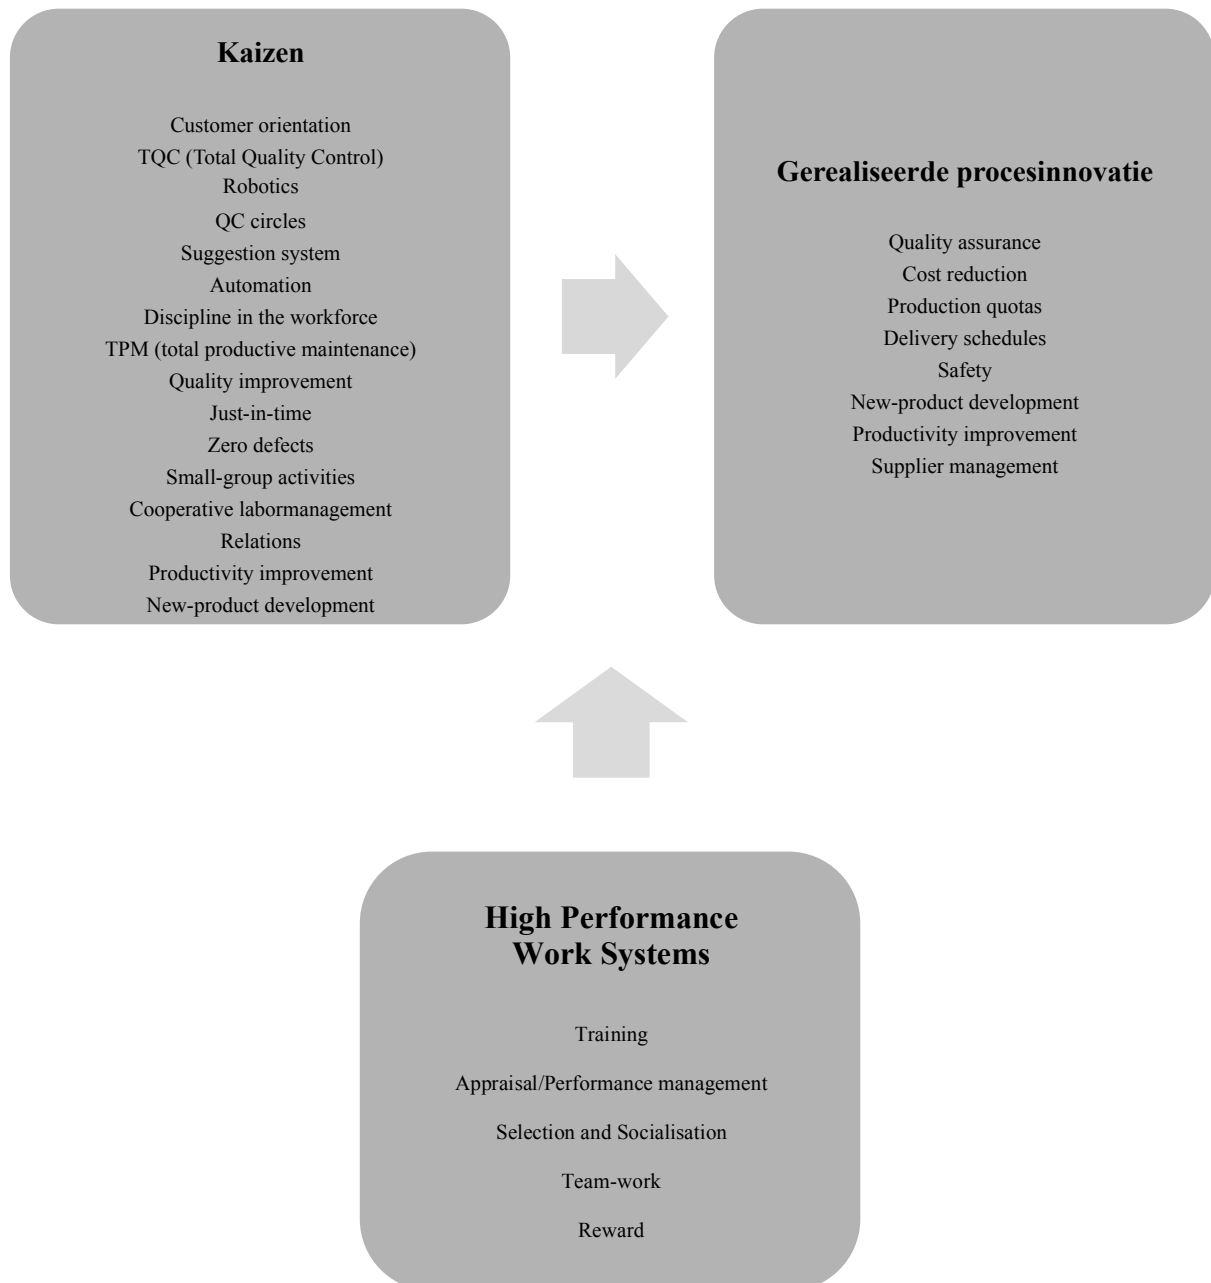 Kaizen
Customer orientation
TQC (Total Quality Control)
Robotics
QC circles
Suggestion system
Automation
Discipline in the workforce
TPM (total productive maintenance)
Quality improvement
Just-in-time
Zero defects
Small-group activities
Cooperative labormanagement
Relations
Productivity improvement
New-product development
Gerealiseerde procesinnovatie
Quality assurance
Cost reduction
Production quotas
Delivery schedules
Safety
New-product development
Productivity improvement
Supplier management
High Performance
Work Systems
Training
Appraisal/Performance management
Selection and Socialisation
Team-work
Reward